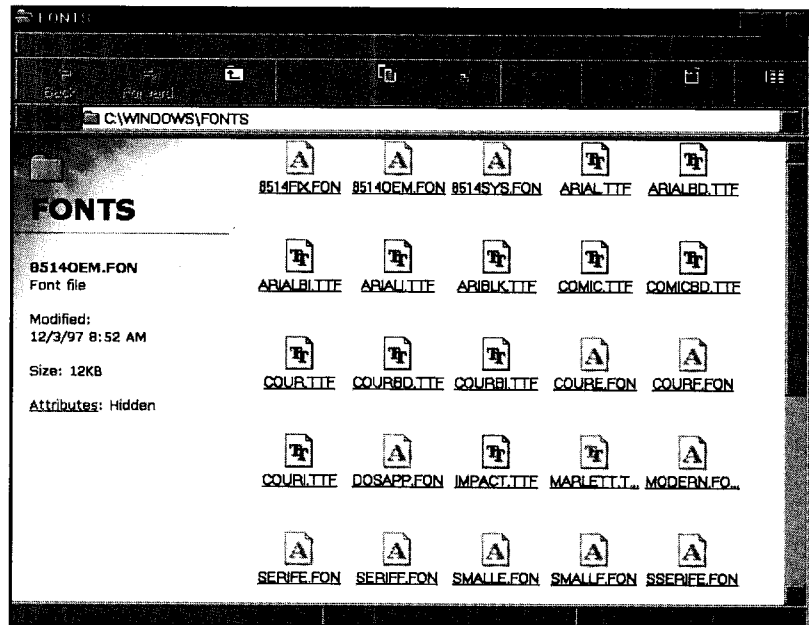 FONTS
Back Forward
C:\WINDOWS\FONTS
FONTS
8514OEM.FON
Font file
Modified:
12/3/97 8:52 AM
Size: 12KB
Attributes: Hidden
8514FIX.FON 8514OEM.FON 8514SYS.FON ARIAL.TTF ARIALBD.TTF
ARIALBI.TTF ARIALI.TTF ARIBLK.TTF COMIC.TTF COMICBD.TTF
COUR.TTF COURBD.TTF COURBI.TTF COURE.FON COURF.FON
COURI.TTF DOSAPP.FON IMPACT.TTF MARLETT.T... MODERN.FO...
SERIFE.FON SERIFF.FON SMALLE.FON SMALLF.FON SSERIFE.FON